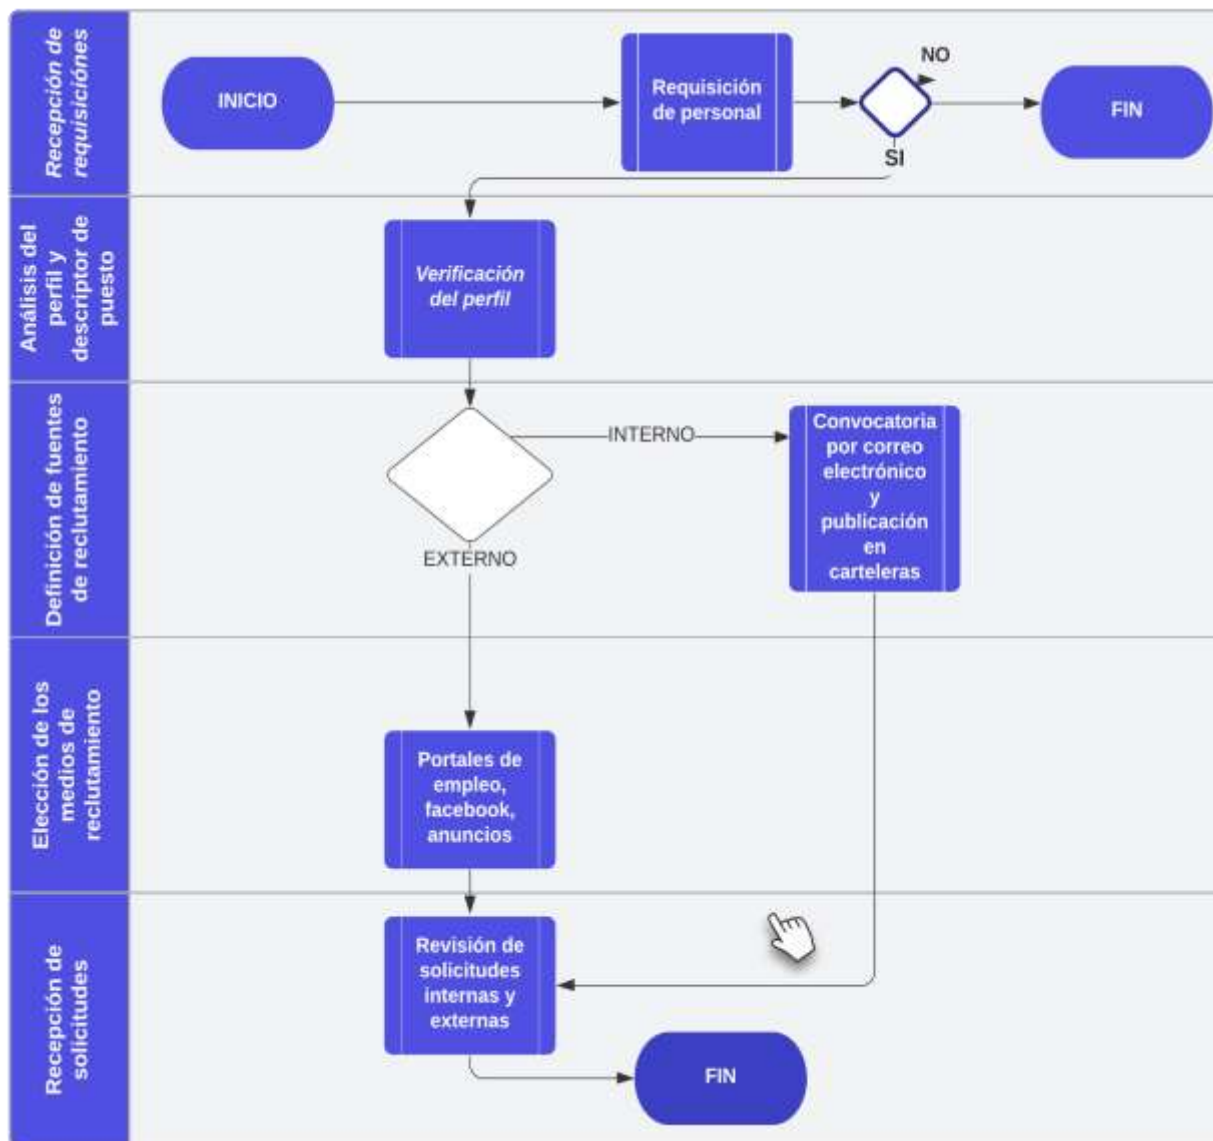 Recepción de
requisiciónes
INICIO
Requisición
de personal
NO
SI
FIN
Análisis del
perfil y
descriptor de
puesto
Verificación
del perfil
Definición de fuentes
de reclutamiento
INTERNO
EXTERNO
Convocatoria
por correo
electrónico
y
publicación
en
carteleras
Elección de los
medios de
reclutamiento
Portales de
empleo,
facebook,
anuncios
Recepción de
solicitudes
Revisión de
solicitudes
internas y
externas
FIN